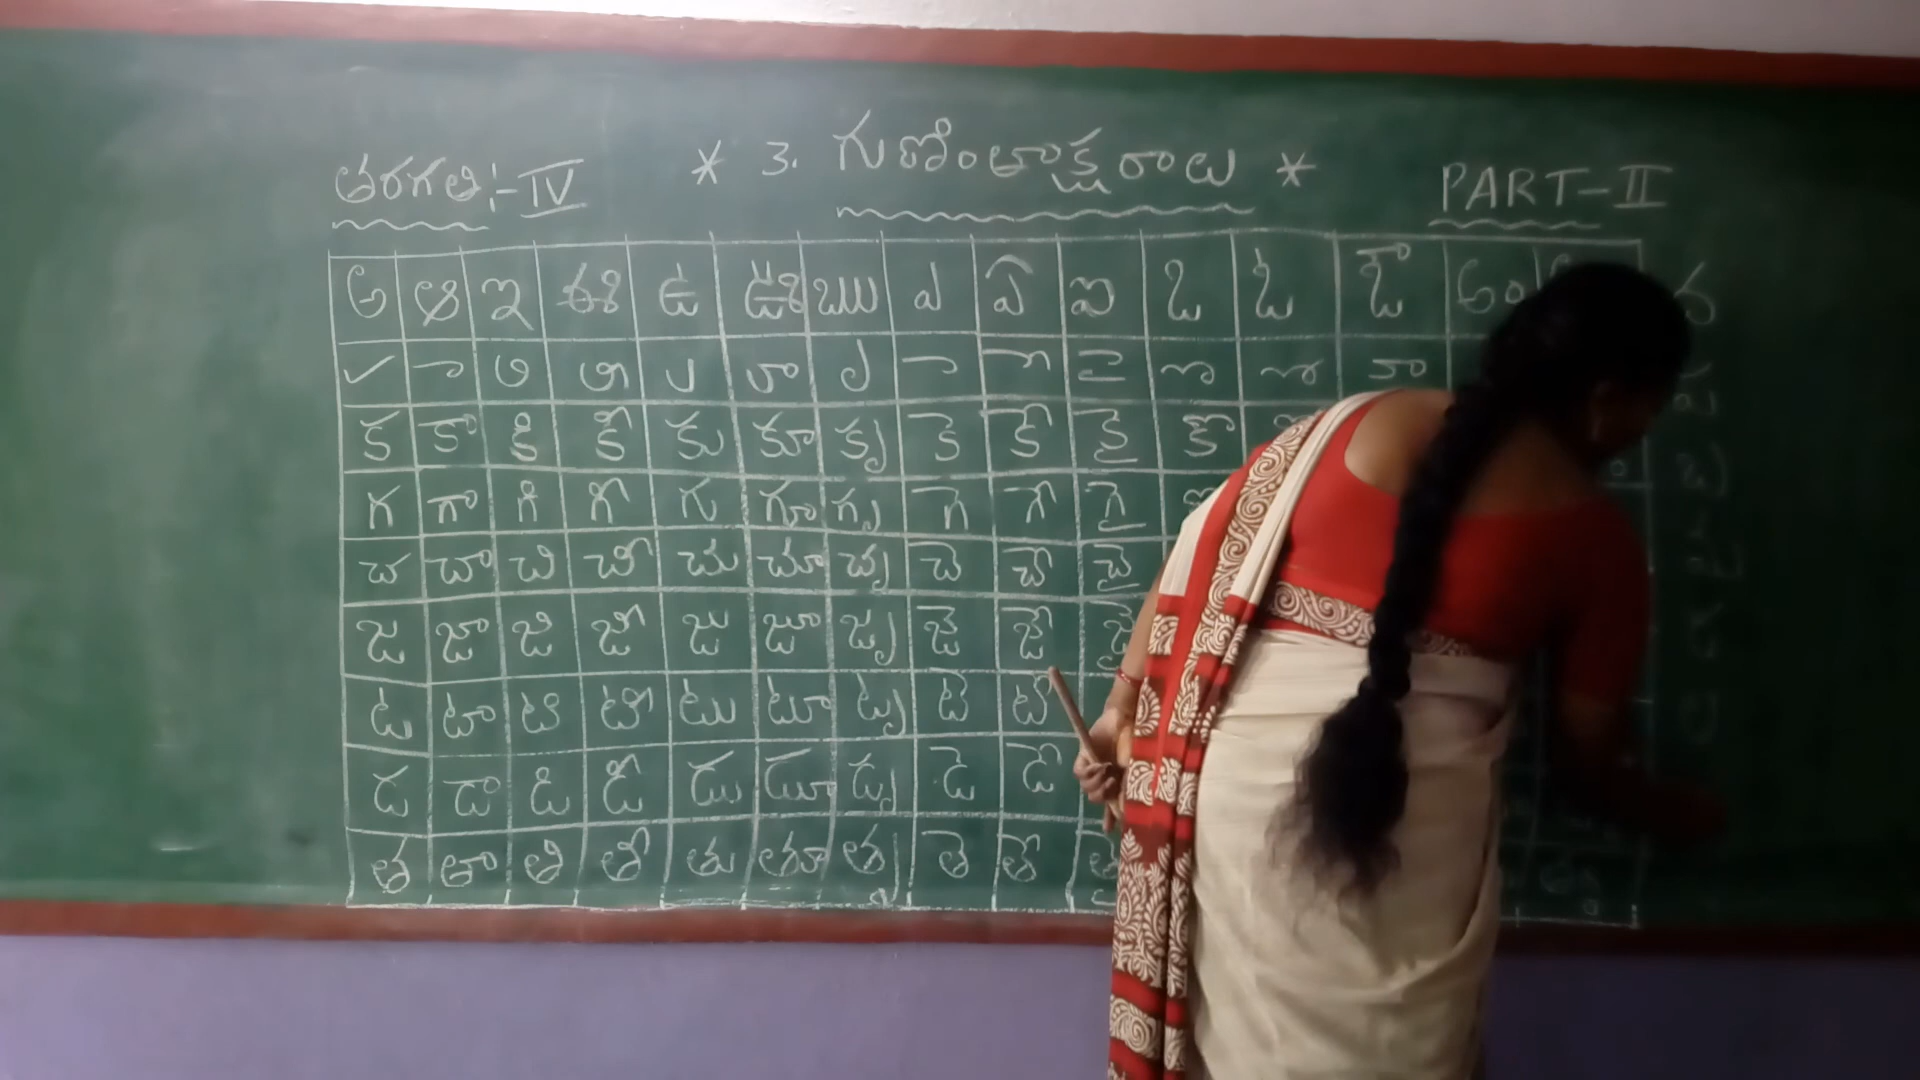 తరగతి:- IV * 3. గుణింతాక్షరాలు * PART-II
అ ఆ ఇ ఈ ఉ ఊ ఋ ఎ ఏ ఐ ఒ ఓ ఔ అం
✓ ా ి ీ ు ూ ృ ె ే ై ొ ో ౌ
క కా కి కీ కు కూ కృ కె కే కై కొ
గ గా గి గీ గు గూ గృ గె గే గై
చ చా చి చీ చు చూ చృ చె చే చై
జ జా జి జీ జు జూ జృ జె జే జై
ట టా టి టీ టు టూ టృ టె టే
డ డా డి డీ డు డూ డృ డె డే
త తా తి తీ తు తూ తృ తె తే